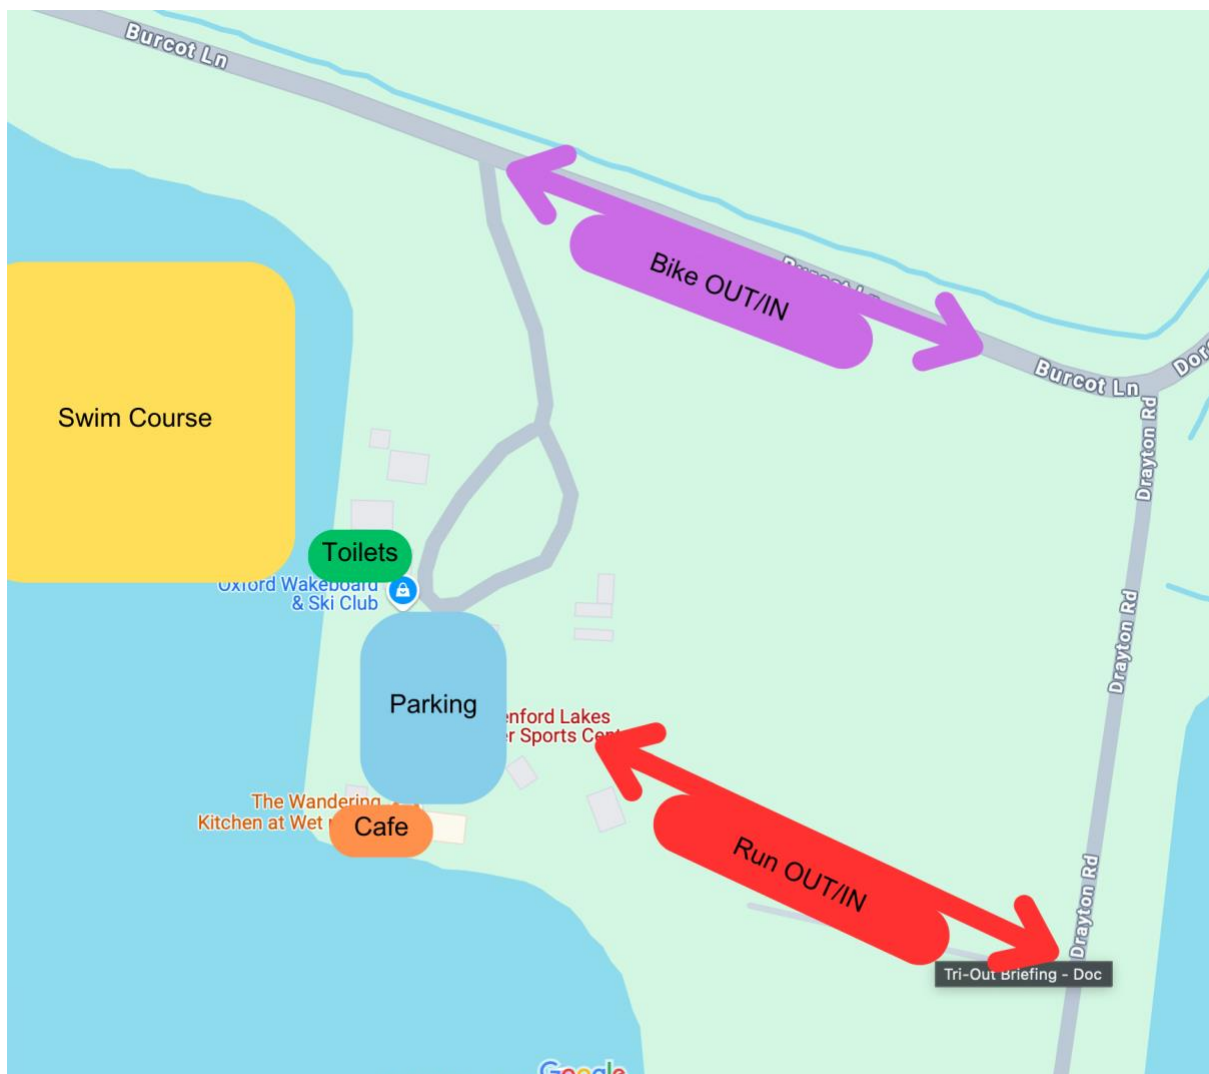 Burcot Ln
Bike OUT/IN
Burcot Ln
Swim Course
Drayton Rd
Toilets
Oxford Wakeboard
& Ski Club
Drayton Rd
Parking
enford Lakes
er Sports Cent
The Wandering
Kitchen at Wet
Cafe
Run OUT/IN
Drayton Rd
Tri-Out Briefing - Doc
Google